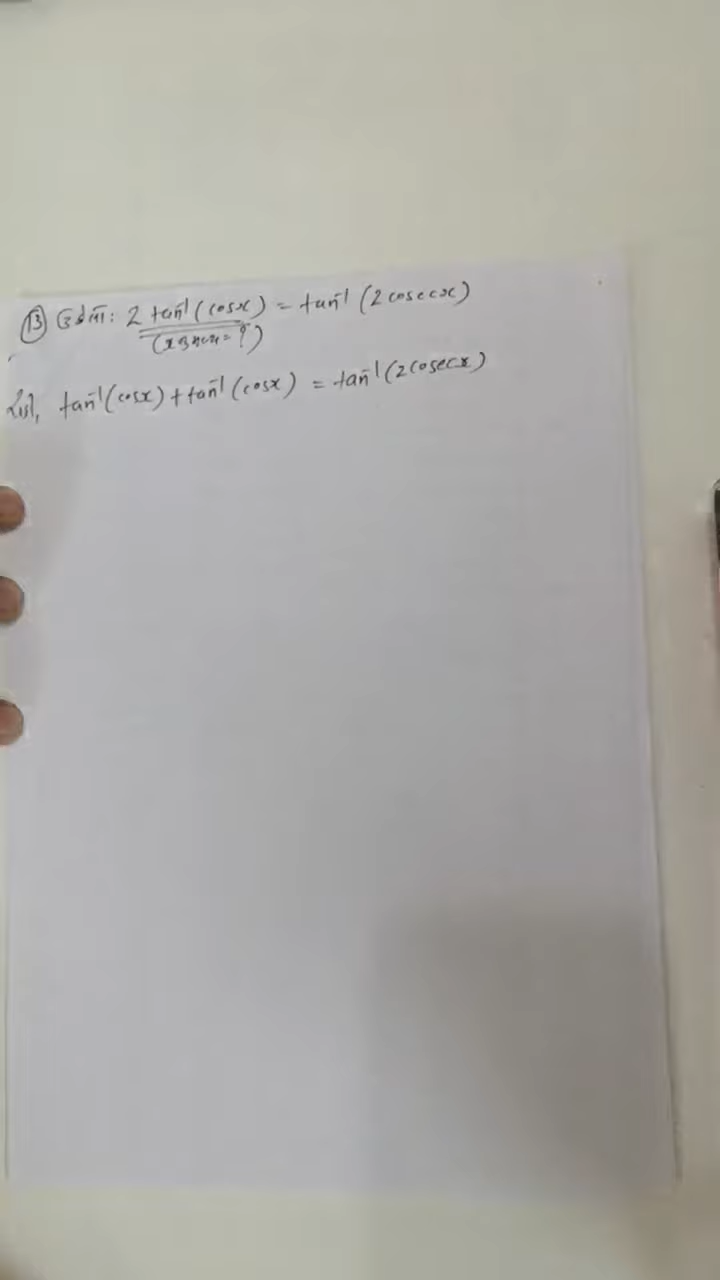 (13) 2 tan⁻¹(cosx) = tan⁻¹(2cosecx)
tan⁻¹(cosx) + tan⁻¹(cosx) = tan⁻¹(2cosecx)